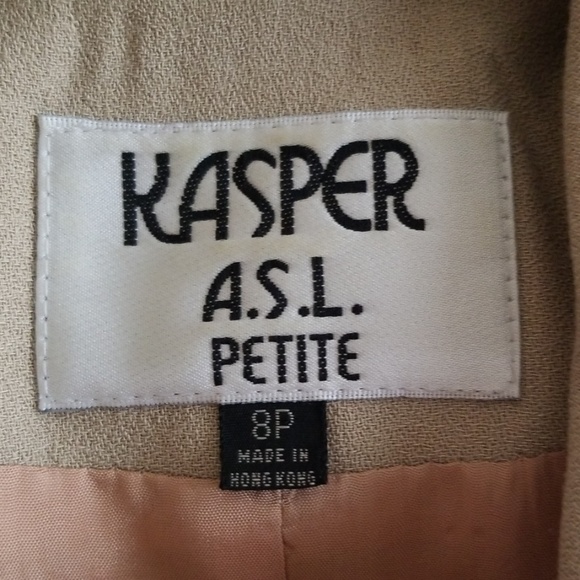 KASPER
A.S.L.
PETITE
8P
MADE IN
HONG KONG